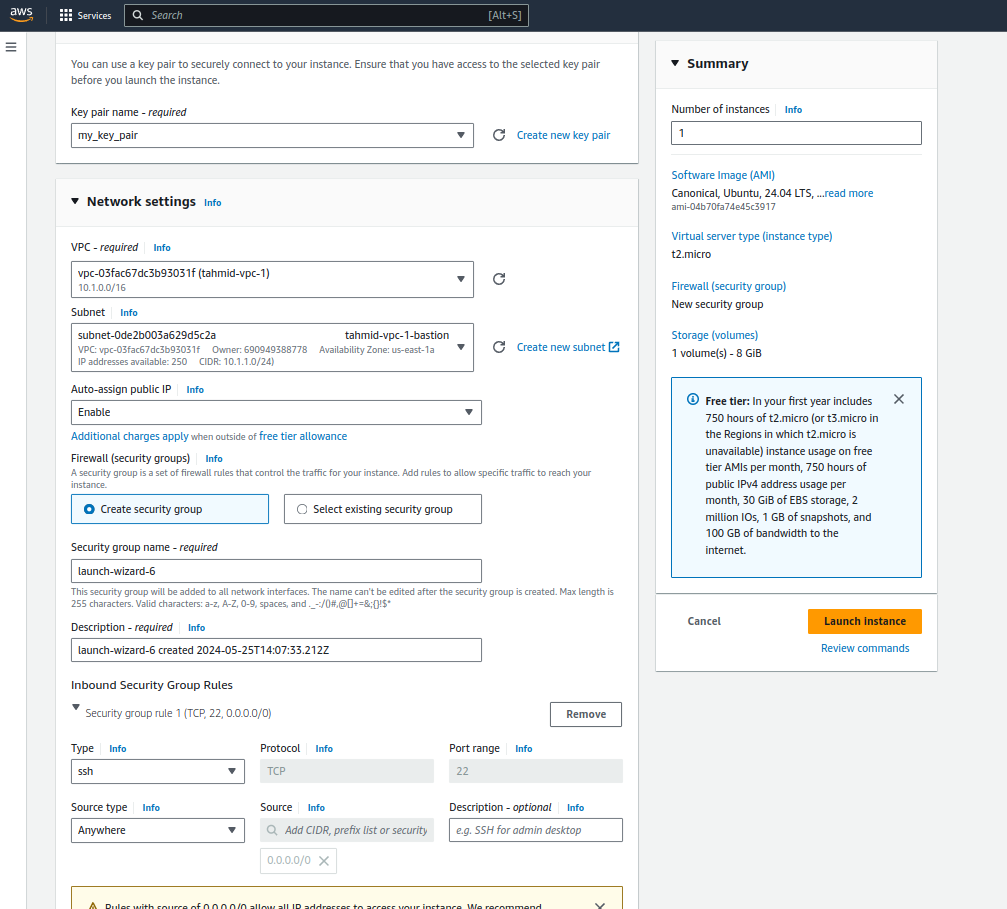 aws
Services
Search
[Alt+S]
You can use a key pair to securely connect to your instance. Ensure that you have access to the selected key pair
before you launch the instance.
Key pair name - required
my_key_pair
Create new key pair
Network settings Info
VPC - required Info
vpc-03fac67dc3b93031f (tahmid-vpc-1)
10.1.0.0/16
Subnet Info
subnet-0de2b003a629d5c2a tahmid-vpc-1-bastion
VPC: vpc-03fac67dc3b93031f Owner: 690949388778 Availability Zone: us-east-1a
IP addresses available: 250 CIDR: 10.1.1.0/24)
Create new subnet
Auto-assign public IP Info
Enable
Additional charges apply when outside of free tier allowance
Firewall (security groups) Info
A security group is a set of firewall rules that control the traffic for your instance. Add rules to allow specific traffic to reach your
instance.
Create security group
Select existing security group
Security group name - required
launch-wizard-6
This security group will be added to all network interfaces. The name can't be edited after the security group is created. Max length is
255 characters. Valid characters: a-z, A-Z, 0-9, spaces, and ._-:/()#,@[]+=&;{}!$*
Description - required Info
launch-wizard-6 created 2024-05-25T14:07:33.212Z
Inbound Security Group Rules
Security group rule 1 (TCP, 22, 0.0.0.0/0)
Remove
Type Info
Protocol Info
Port range Info
ssh
TCP
22
Source type Info
Source Info
Description - optional Info
Anywhere
Add CIDR, prefix list or security
e.g. SSH for admin desktop
0.0.0.0/0
Rules with source of 0.0.0.0/0 allow all IP addresses to access your instance. We recommend
Summary
Number of instances Info
1
Software Image (AMI)
Canonical, Ubuntu, 24.04 LTS, ...read more
ami-04b70fa74e45c3917
Virtual server type (instance type)
t2.micro
Firewall (security group)
New security group
Storage (volumes)
1 volume(s) - 8 GiB
Free tier: In your first year includes
750 hours of t2.micro (or t3.micro in
the Regions in which t2.micro is
unavailable) instance usage on free
tier AMIs per month, 750 hours of
public IPv4 address usage per
month, 30 GiB of EBS storage, 2
million IOs, 1 GB of snapshots, and
100 GB of bandwidth to the
internet.
Cancel
Launch instance
Review commands